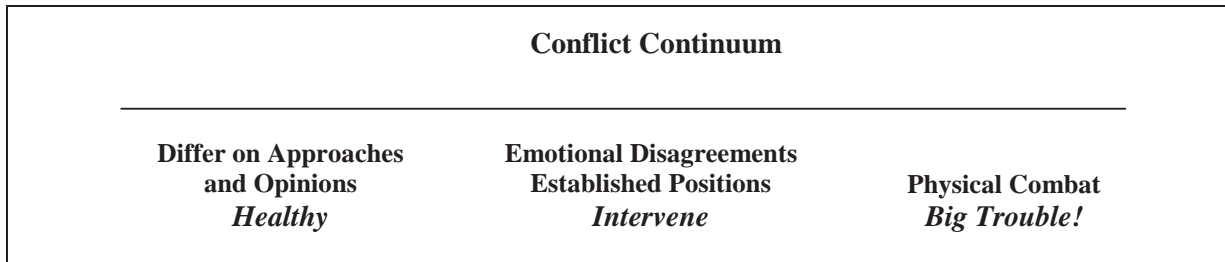 Conflict Continuum
Differ on Approaches
and Opinions
Healthy
Emotional Disagreements
Established Positions
Intervene
Physical Combat
Big Trouble!